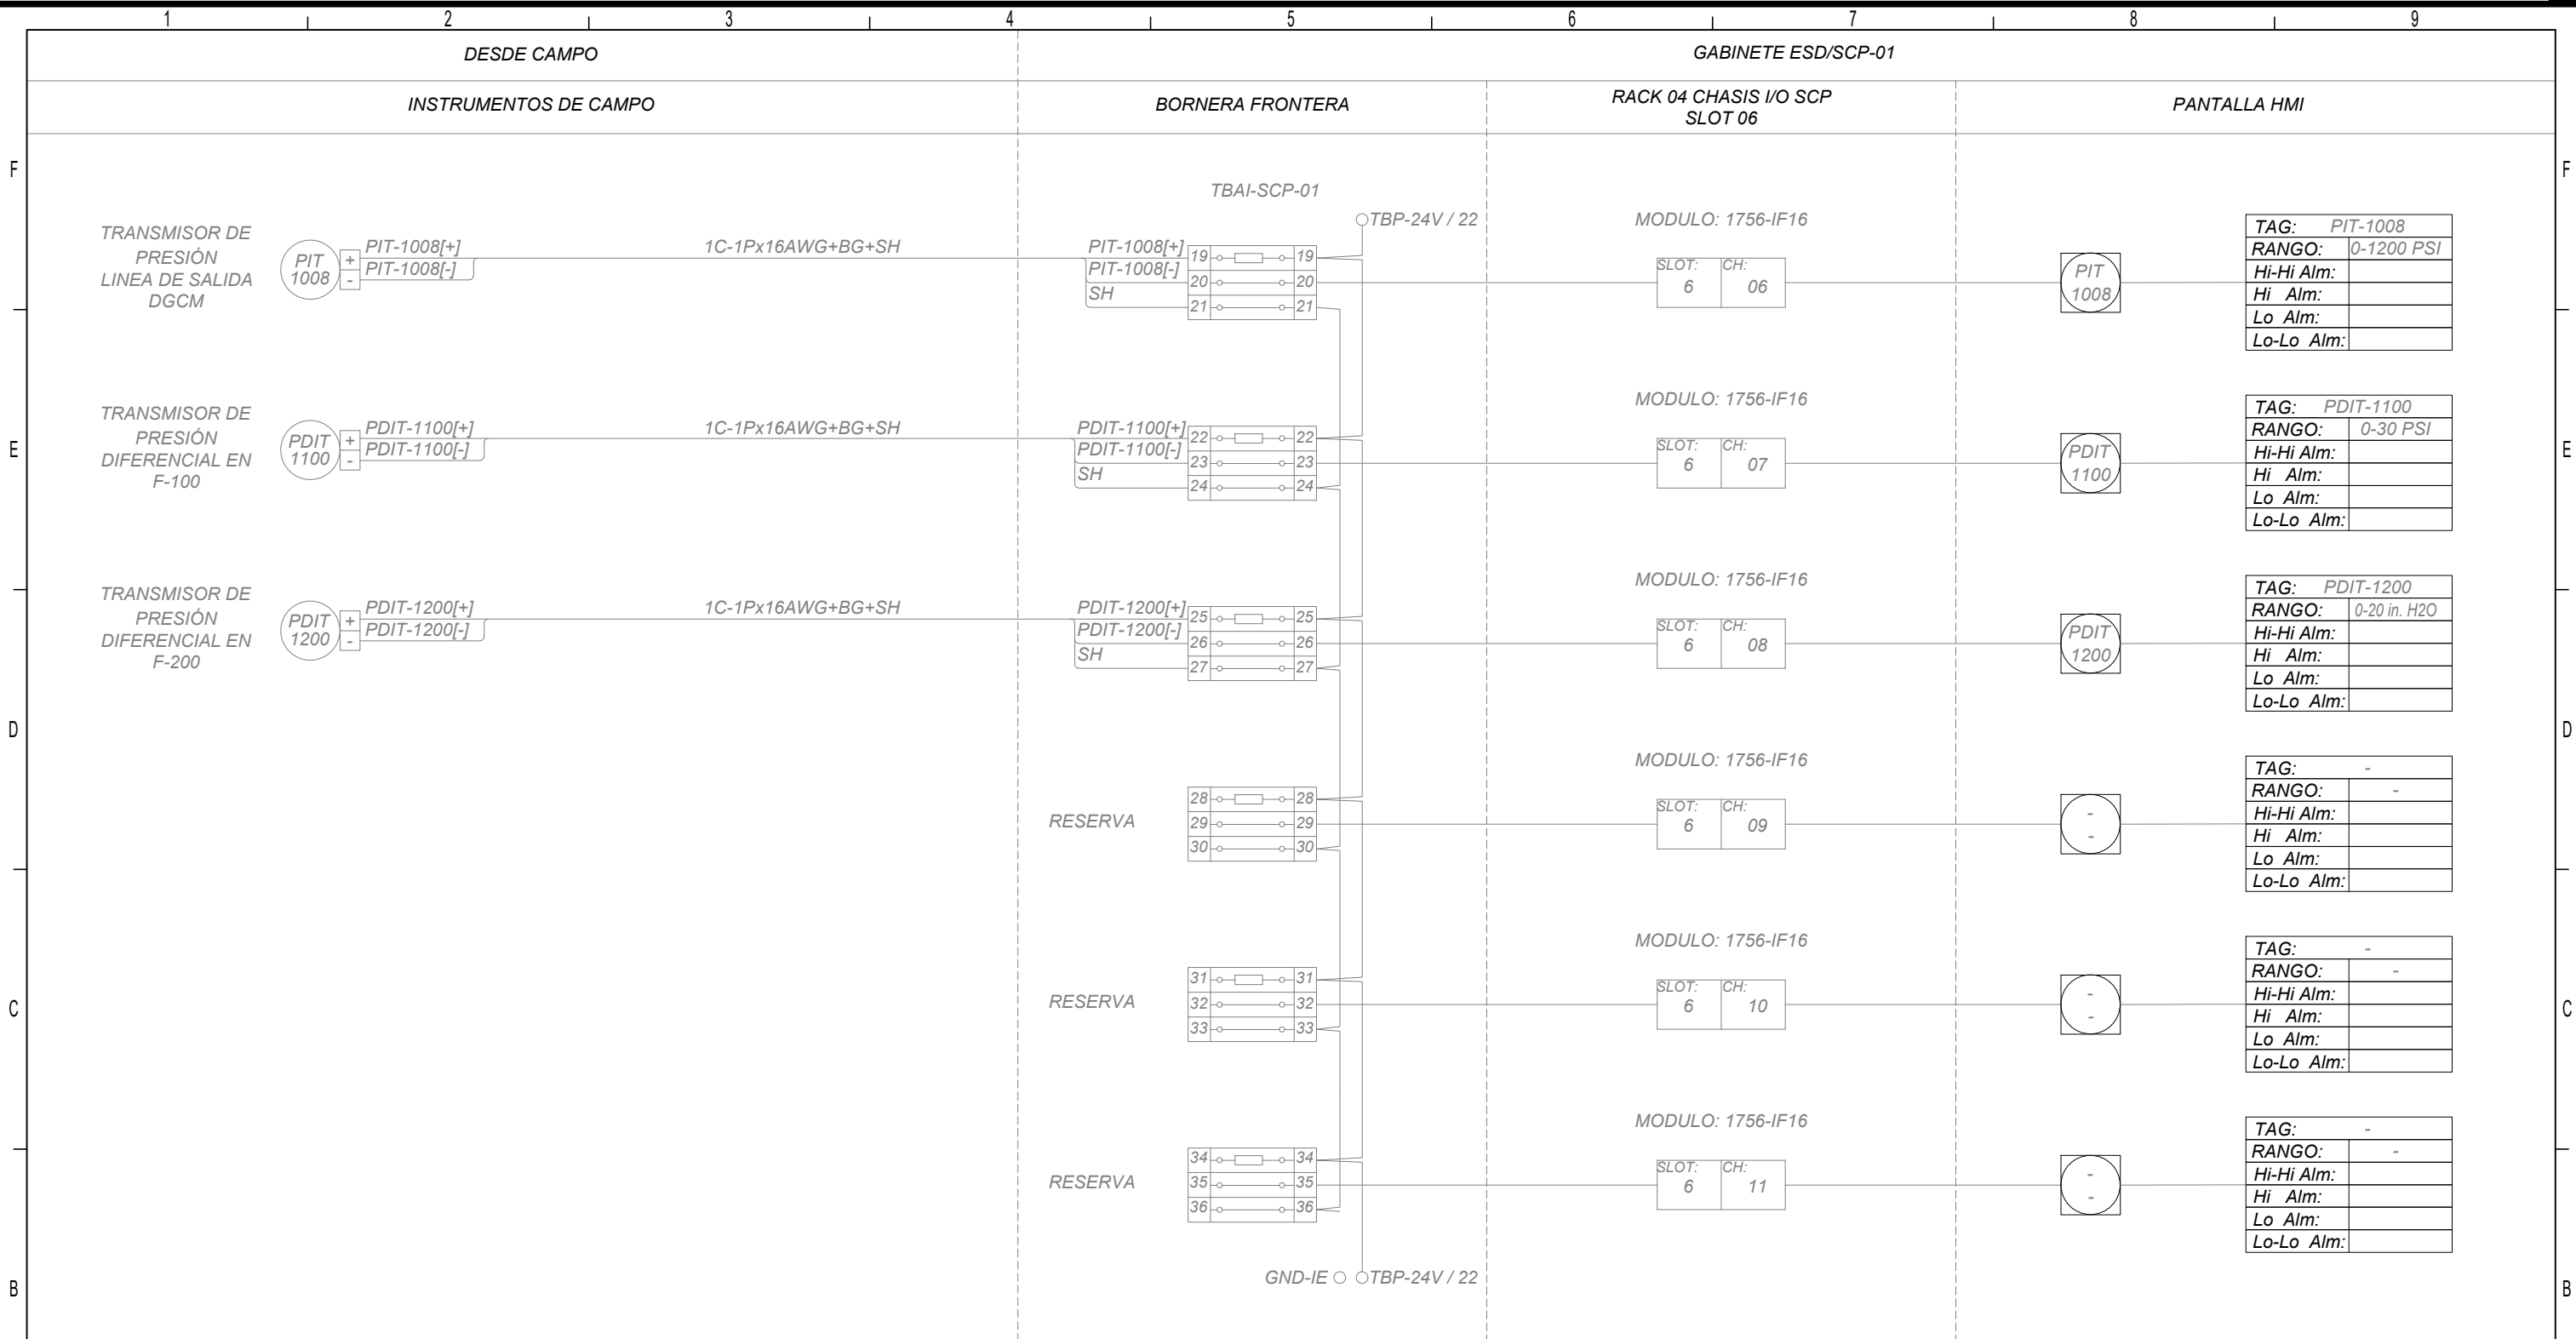 1 2 3 4 5 6 7 8 9
DESDE CAMPO
GABINETE ESD/SCP-01
INSTRUMENTOS DE CAMPO
BORNERA FRONTERA
RACK 04 CHASIS I/O SCP
SLOT 06
PANTALLA HMI
F F
TBAI-SCP-01
TBP-24V / 22
TRANSMISOR DE
PRESIÓN
LINEA DE SALIDA
DGCM
PIT
1008
+
-
PIT-1008[+]
PIT-1008[-]
1C-1Px16AWG+BG+SH
PIT-1008[+]
PIT-1008[-]
SH
19 19
20 20
21 21
MODULO: 1756-IF16
SLOT: CH:
6 06
PIT
1008
TAG: PIT-1008
RANGO: 0-1200 PSI
Hi-Hi Alm:
Hi Alm:
Lo Alm:
Lo-Lo Alm:
E E
TRANSMISOR DE
PRESIÓN
DIFERENCIAL EN
F-100
PDIT
1100
+
-
PDIT-1100[+]
PDIT-1100[-]
1C-1Px16AWG+BG+SH
PDIT-1100[+]
PDIT-1100[-]
SH
22 22
23 23
24 24
MODULO: 1756-IF16
SLOT: CH:
6 07
PDIT
1100
TAG: PDIT-1100
RANGO: 0-30 PSI
Hi-Hi Alm:
Hi Alm:
Lo Alm:
Lo-Lo Alm:
TRANSMISOR DE
PRESIÓN
DIFERENCIAL EN
F-200
PDIT
1200
+
-
PDIT-1200[+]
PDIT-1200[-]
1C-1Px16AWG+BG+SH
PDIT-1200[+]
PDIT-1200[-]
SH
25 25
26 26
27 27
MODULO: 1756-IF16
SLOT: CH:
6 08
PDIT
1200
TAG: PDIT-1200
RANGO: 0-20 in. H2O
Hi-Hi Alm:
Hi Alm:
Lo Alm:
Lo-Lo Alm:
D D
RESERVA
28 28
29 29
30 30
MODULO: 1756-IF16
SLOT: CH:
6 09
-
-
TAG: -
RANGO: -
Hi-Hi Alm:
Hi Alm:
Lo Alm:
Lo-Lo Alm:
C C
RESERVA
31 31
32 32
33 33
MODULO: 1756-IF16
SLOT: CH:
6 10
-
-
TAG: -
RANGO: -
Hi-Hi Alm:
Hi Alm:
Lo Alm:
Lo-Lo Alm:
RESERVA
34 34
35 35
36 36
MODULO: 1756-IF16
SLOT: CH:
6 11
-
-
TAG: -
RANGO: -
Hi-Hi Alm:
Hi Alm:
Lo Alm:
Lo-Lo Alm:
B B
GND-IE TBP-24V / 22